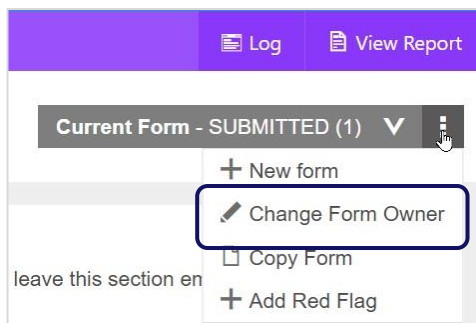 Log View Report
Current Form - SUBMITTED (1)
New form
Change Form Owner
Copy Form
leave this section
Add Red Flag